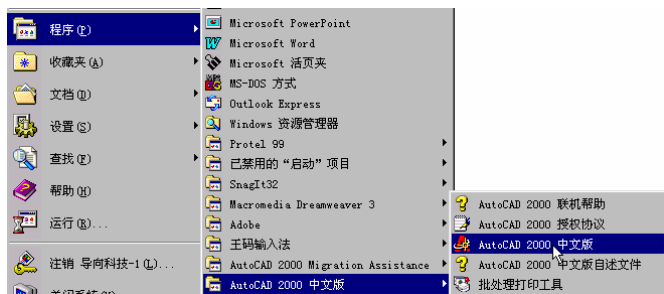 程序(P)
收藏夹(A)
文档(D)
设置(S)
查找(F)
帮助(H)
运行(R)...
注销 导向科技-1(L)...
Microsoft PowerPoint
Microsoft Word
Microsoft 活页夹
MS-DOS 方式
Outlook Express
Windows 资源管理器
Protel 99
已禁用的“启动”项目
SnagIt32
Macromedia Dreamweaver 3
Adobe
王码输入法
AutoCAD 2000 Migration Assistance
AutoCAD 2000 中文版
AutoCAD 2000 联机帮助
AutoCAD 2000 授权协议
AutoCAD 2000 中文版
AutoCAD 2000 中文版自述文件
批处理打印工具